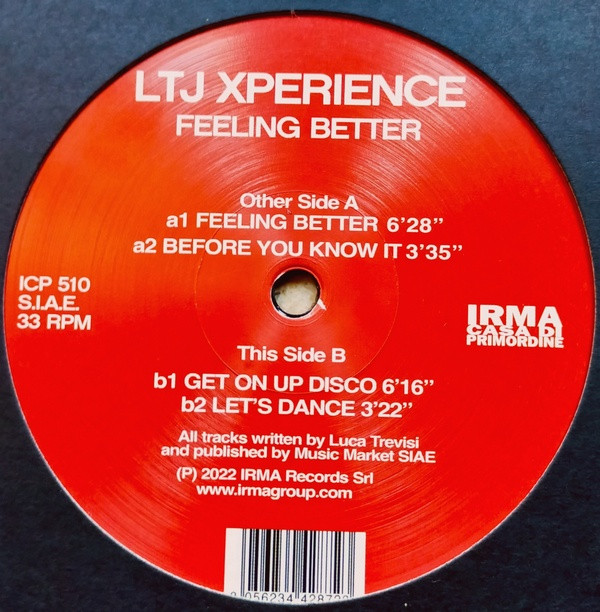 LTJ XPERIENCE
FEELING BETTER
Other Side A
a1 FEELING BETTER 6'28”
a2 BEFORE YOU KNOW IT 3'35”
ICP 510
S.I.A.E.
33 RPM
IRMA
CASA DI
PRIMORDINE
This Side B
b1 GET ON UP DISCO 6'16”
b2 LET'S DANCE 3'22”
All tracks written by Luca Trevisi
and published by Music Market SIAE
(P) 2022 IRMA Records Srl
www.irmagroup.com
056234